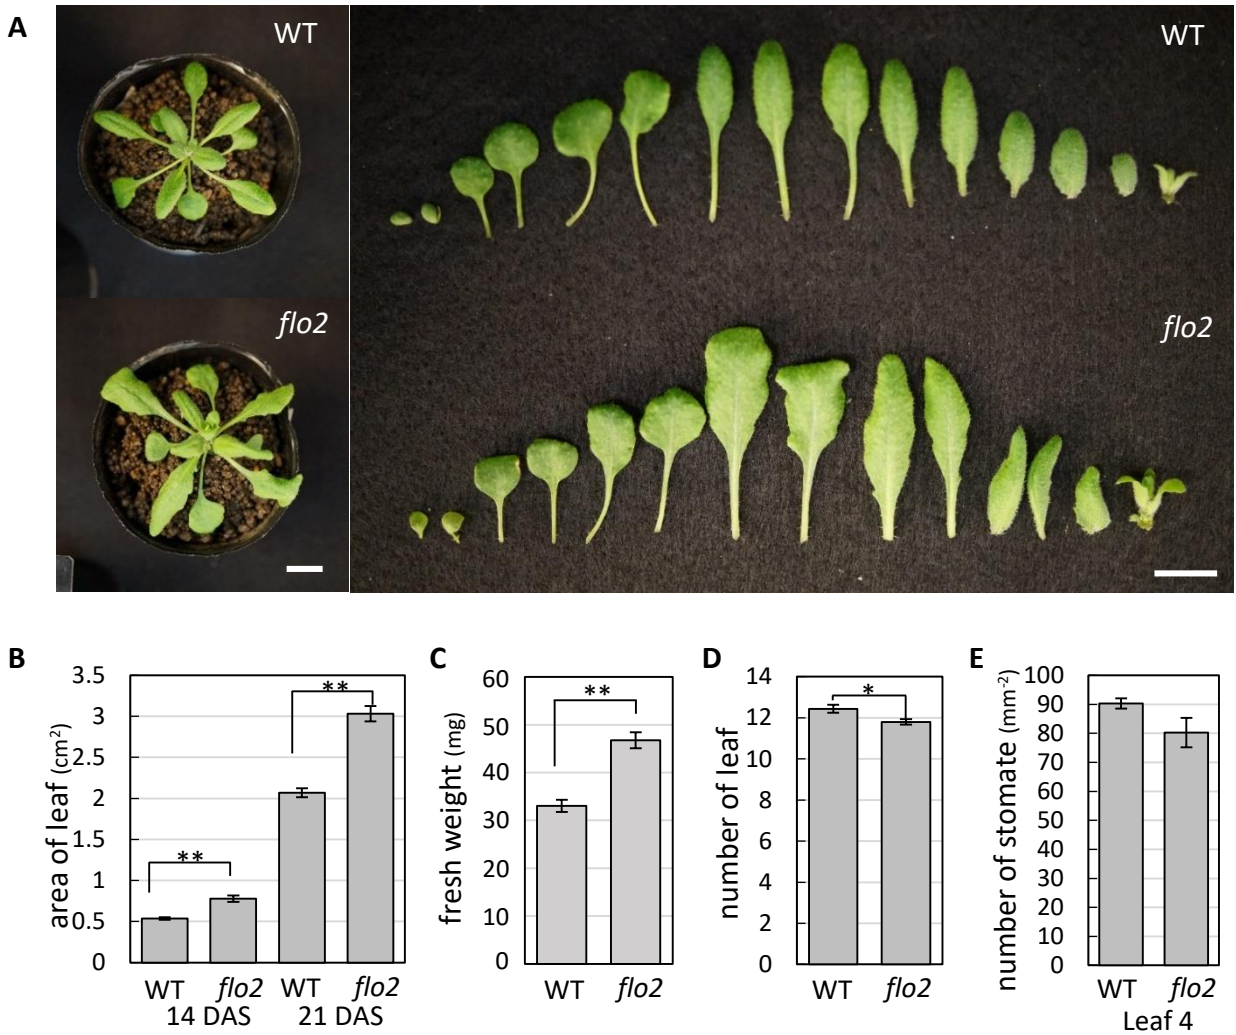 A
WT
WT
flo2
flo2
B
area of leaf (cm²)
3.5
3
2.5
2
1.5
1
0.5
0
**
**
WT
flo2
WT
flo2
14 DAS
21 DAS
C
fresh weight (mg)
60
50
40
30
20
10
0
**
WT
flo2
D
number of leaf
14
12
10
8
6
4
2
0
*
WT
flo2
E
number of stomate (mm⁻²)
100
90
80
70
60
50
40
30
20
10
0
WT
flo2
Leaf 4